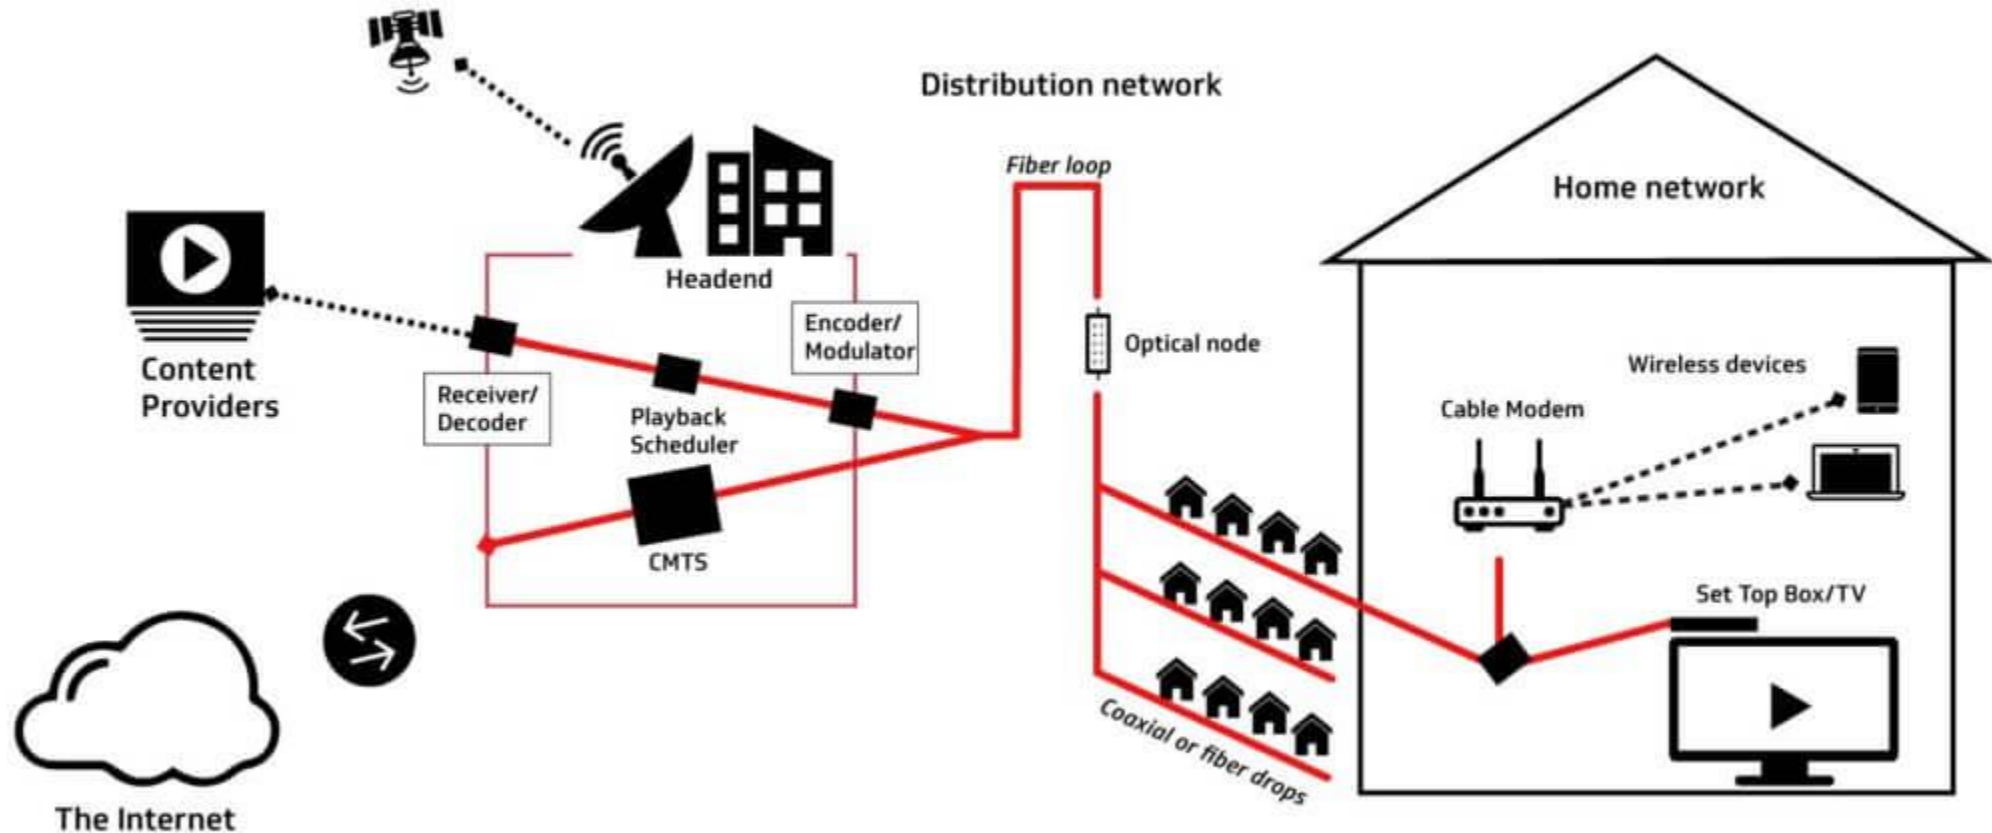 Distribution network
Fiber loop
Home network
Headend
Encoder/
Modulator
Optical node
Content
Providers
Receiver/
Decoder
Playback
Scheduler
Wireless devices
Cable Modem
CMTS
Set Top Box/TV
Coaxial or fiber drops
The Internet